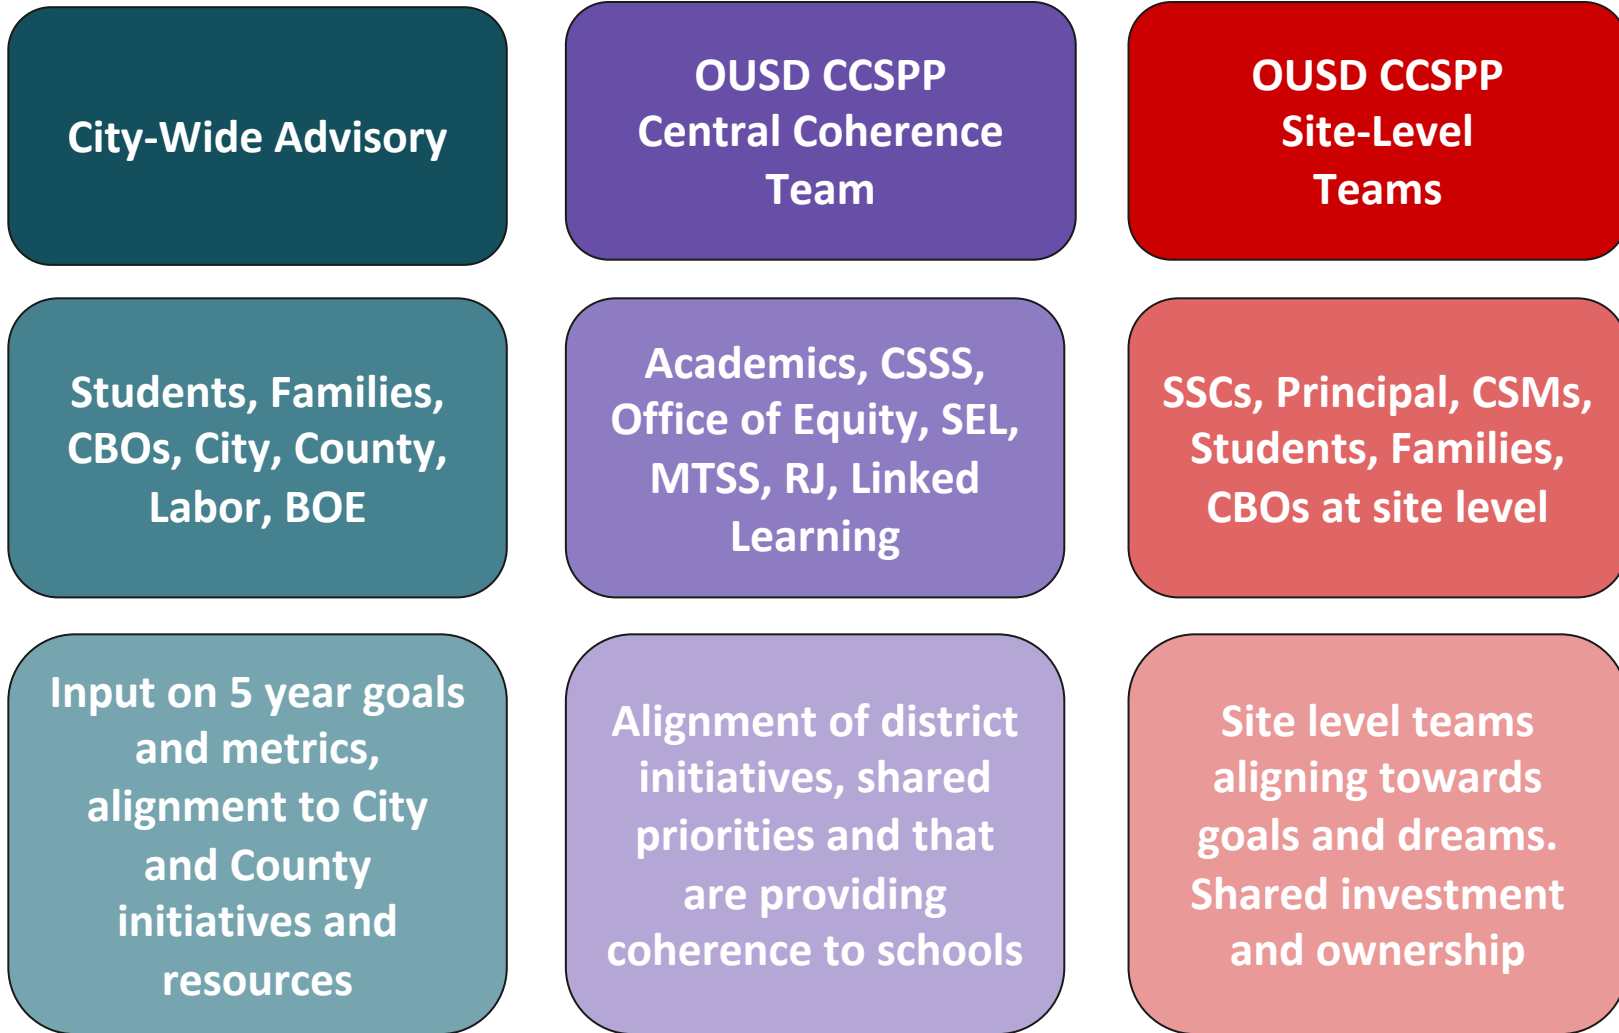 City-Wide Advisory
OUSD CCSPP
Central Coherence
Team
OUSD CCSPP
Site-Level
Teams
Students, Families,
CBOs, City, County,
Labor, BOE
Academics, CSSS,
Office of Equity, SEL,
MTSS, RJ, Linked
Learning
SSCs, Principal, CSMs,
Students, Families,
CBOs at site level
Input on 5 year goals
and metrics,
alignment to City
and County
initiatives and
resources
Alignment of district
initiatives, shared
priorities and that
are providing
coherence to schools
Site level teams
aligning towards
goals and dreams.
Shared investment
and ownership